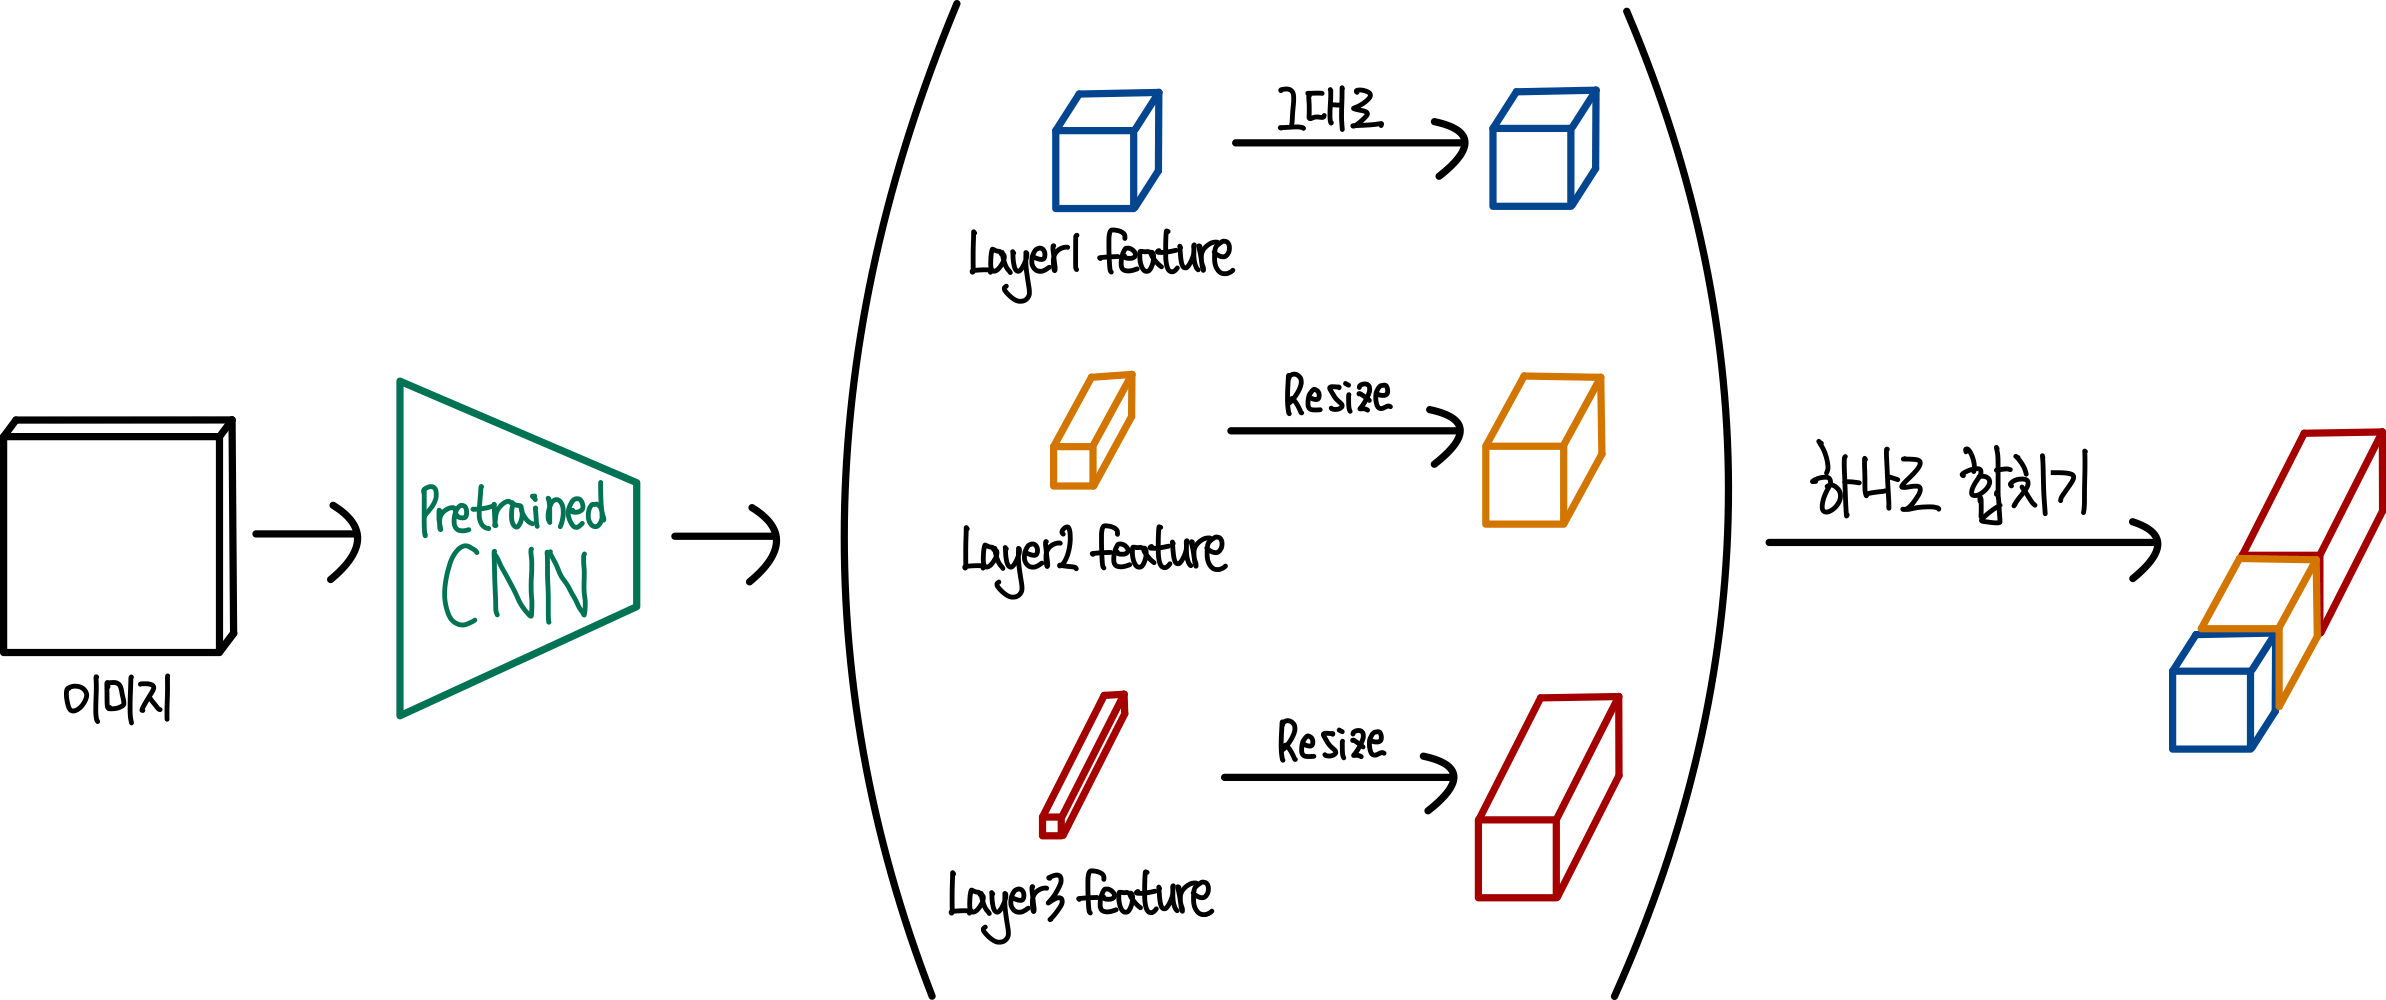 이미지
Pretrained
CNN
그대로
Layer1 feature
Resize
Layer2 feature
Resize
Layer3 feature
하나로 합치기